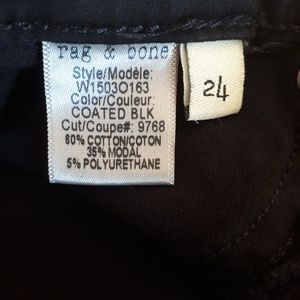 rag & bone
Style/Modèle:
W1503O163
Color/Couleur:
COATED BLK
Cut/Coupe#: 9768
60% COTTON/COTON
35% MODAL
5% POLYURETHANE
24